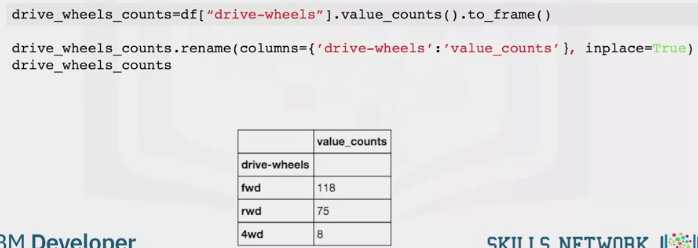 drive_wheels_counts=df["drive-wheels"].value_counts().to_frame()
drive_wheels_counts.rename(columns={'drive-wheels':'value_counts'}, inplace=True)
drive_wheels_counts
value_counts
drive-wheels
fwd 118
rwd 75
4wd 8
BM Developer
SKILLS NETWORK